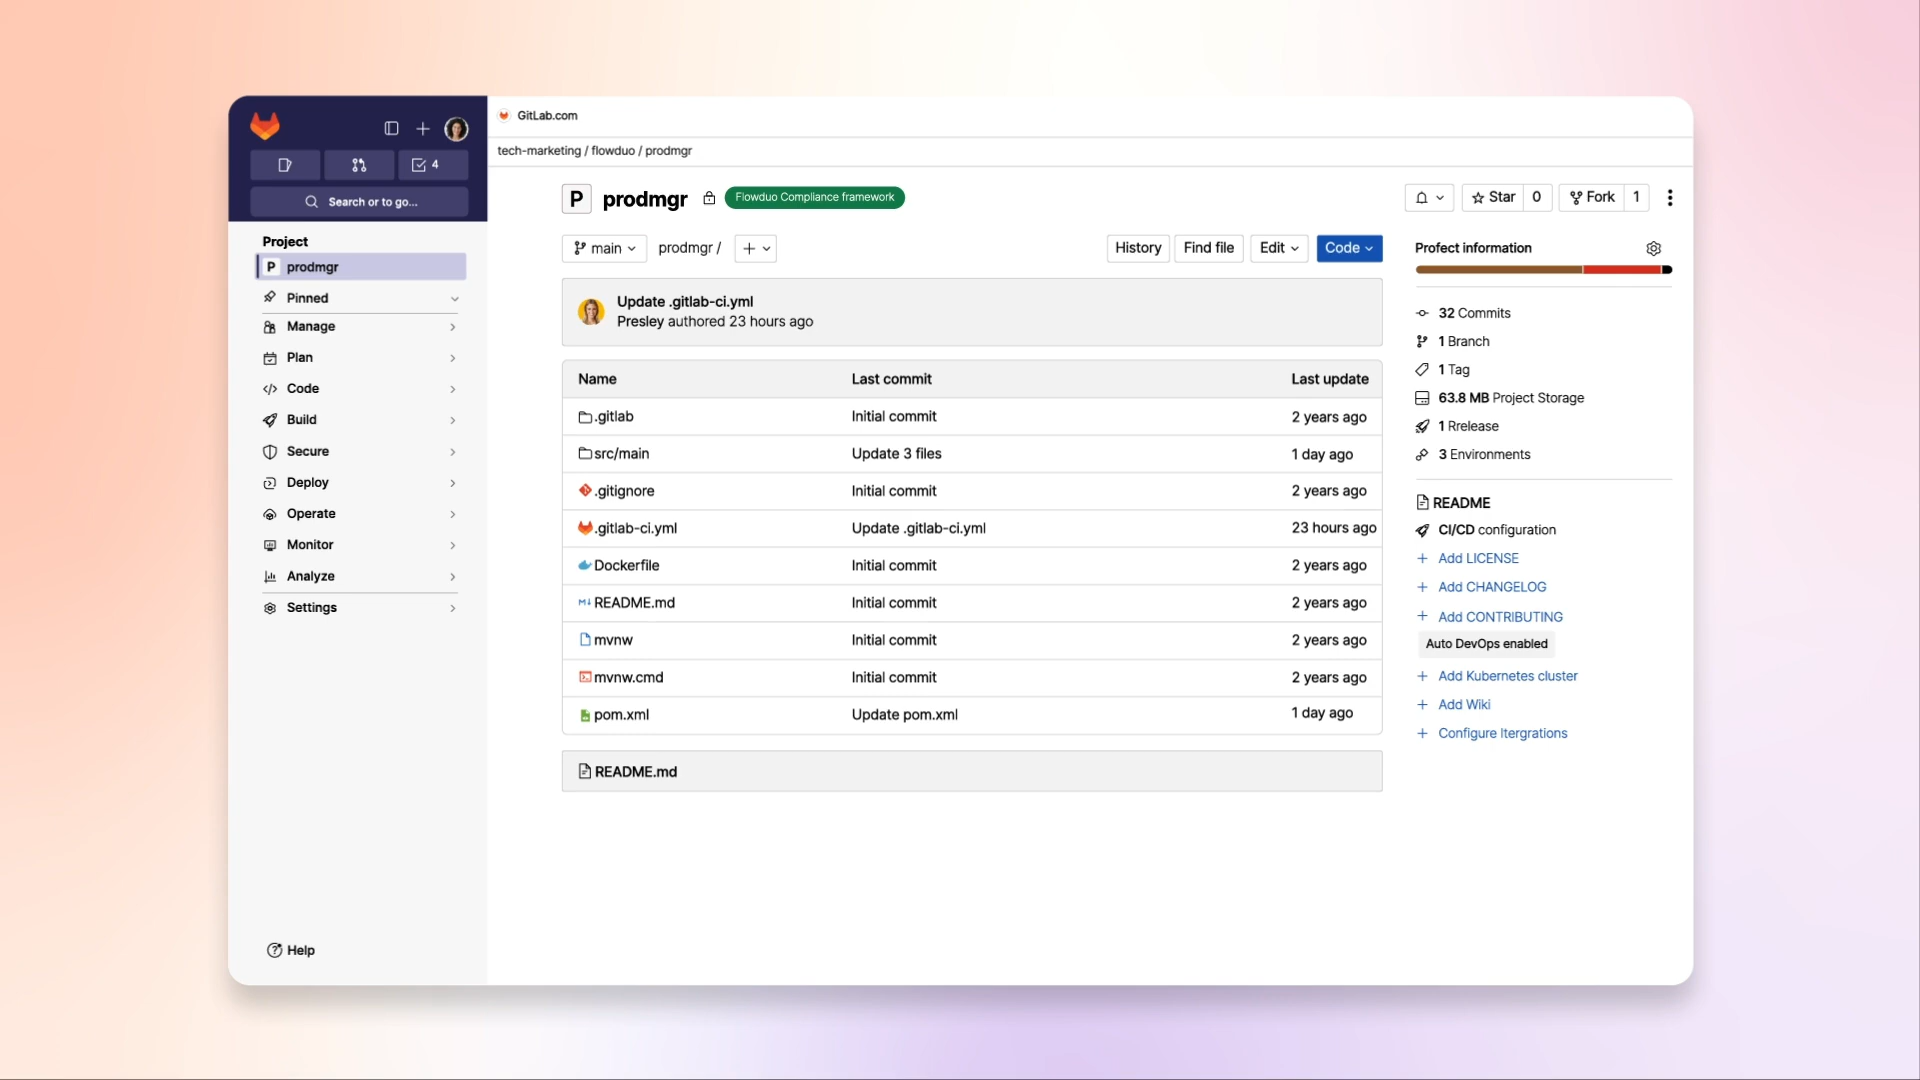 GitLab.com
tech-marketing / flowduo / prodmgr
4
Search or to go...
Project
P prodmgr
Pinned
Manage
Plan
Code
Build
Secure
Deploy
Operate
Monitor
Analyze
Settings
Help
P prodmgr Flowduo Compliance framework
Star 0 Fork 1
main prodmgr / History Find file Edit Code
Update .gitlab-ci.yml
Presley authored 23 hours ago
Name Last commit Last update
.gitlab Initial commit 2 years ago
src/main Update 3 files 1 day ago
.gitignore Initial commit 2 years ago
.gitlab-ci.yml Update .gitlab-ci.yml 23 hours ago
Dockerfile Initial commit 2 years ago
README.md Initial commit 2 years ago
mvnw Initial commit 2 years ago
mvnw.cmd Initial commit 2 years ago
pom.xml Update pom.xml 1 day ago
README.md
Profect information
32 Commits
1 Branch
1 Tag
63.8 MB Project Storage
1 Rrelease
3 Environments
README
CI/CD configuration
Add LICENSE
Add CHANGELOG
Add CONTRIBUTING
Auto DevOps enabled
Add Kubernetes cluster
Add Wiki
Configure Itergrations